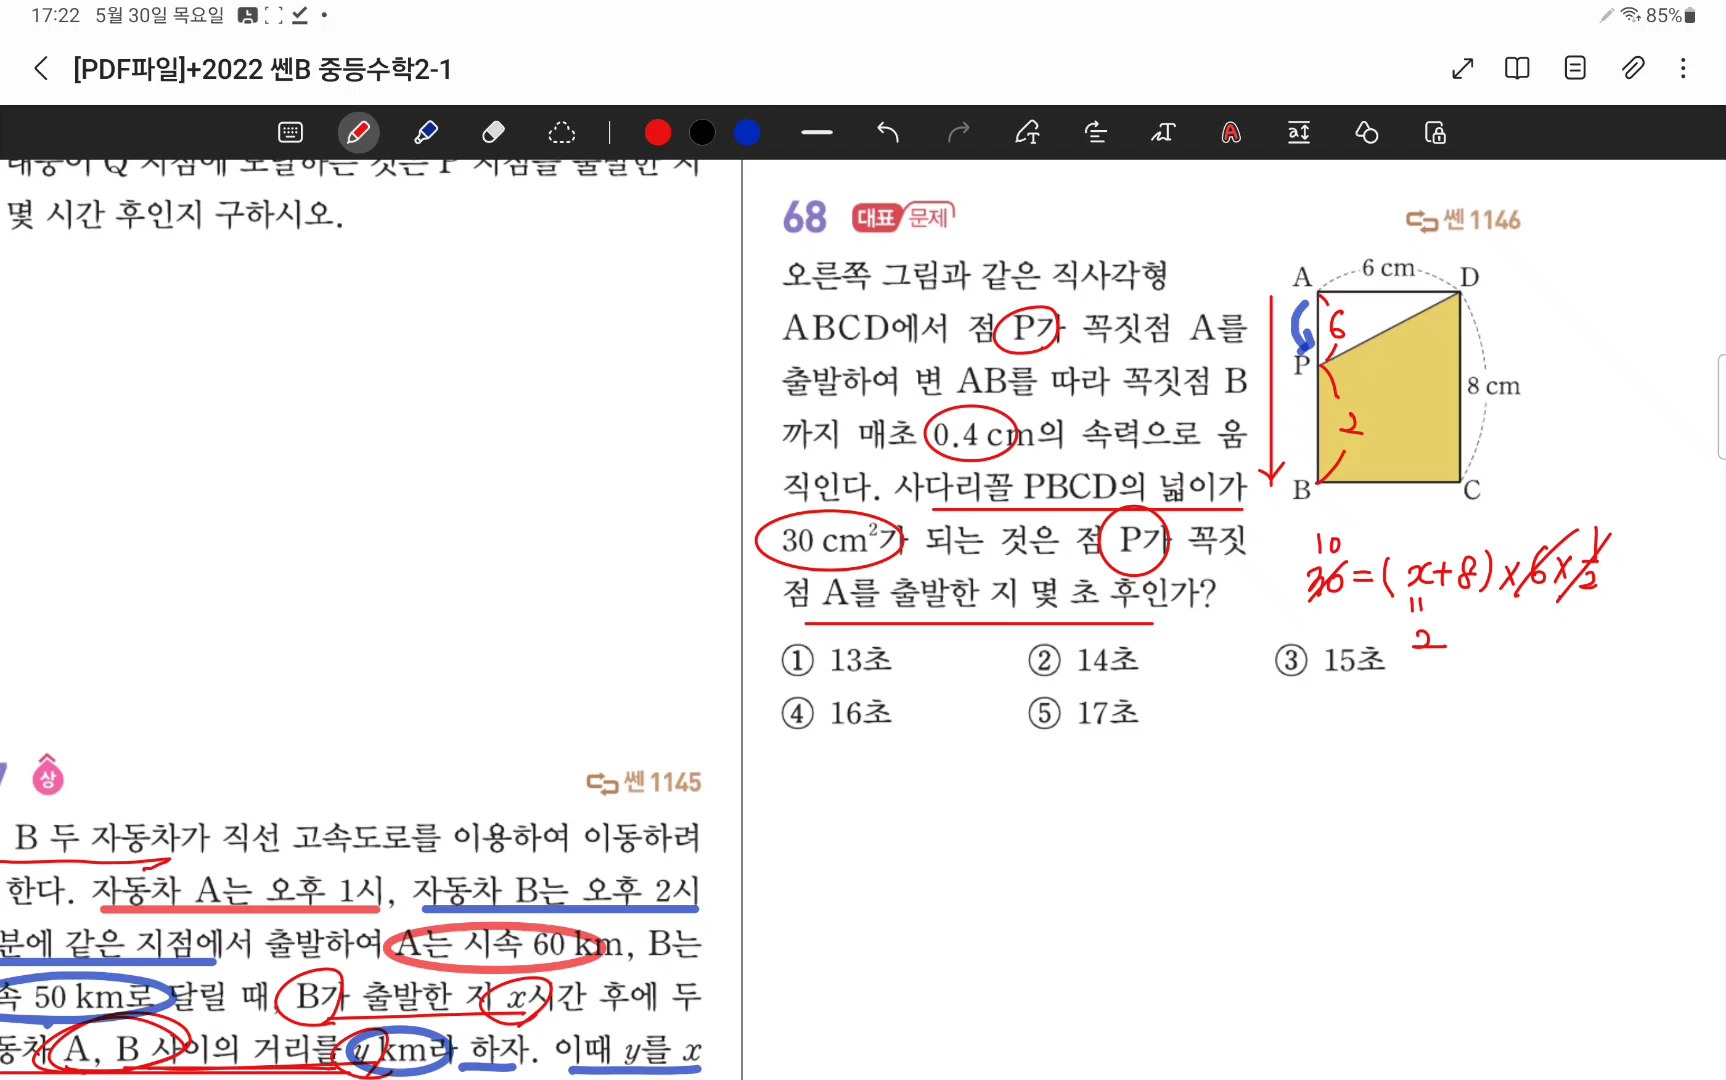 17:22 5월 30일 목요일
85%
[PDF파일]+2022 쎈B 중등수학2-1
몇 시간 후인지 구하시오.
상
쎈 1145
B 두 자동차가 직선 고속도로를 이용하여 이동하려
한다. 자동차 A는 오후 1시, 자동차 B는 오후 2시
분에 같은 지점에서 출발하여 A는 시속 60 km, B는
속 50 km로 달릴 때, B가 출발한 지 x시간 후에 두
동차 A, B 사이의 거리를 y km라 하자. 이때 y를 x
68 대표 문제
쎈 1146
오른쪽 그림과 같은 직사각형
ABCD에서 점 P가 꼭짓점 A를
출발하여 변 AB를 따라 꼭짓점 B
까지 매초 0.4 cm의 속력으로 움
직인다. 사다리꼴 PBCD의 넓이가
30 cm²가 되는 것은 점 P가 꼭짓
점 A를 출발한 지 몇 초 후인가?
① 13초 ② 14초 ③ 15초
④ 16초 ⑤ 17초
A 6 cm D
6
P
8 cm
2
B C
10 1
30=(x+8)×6×1/2
"
2